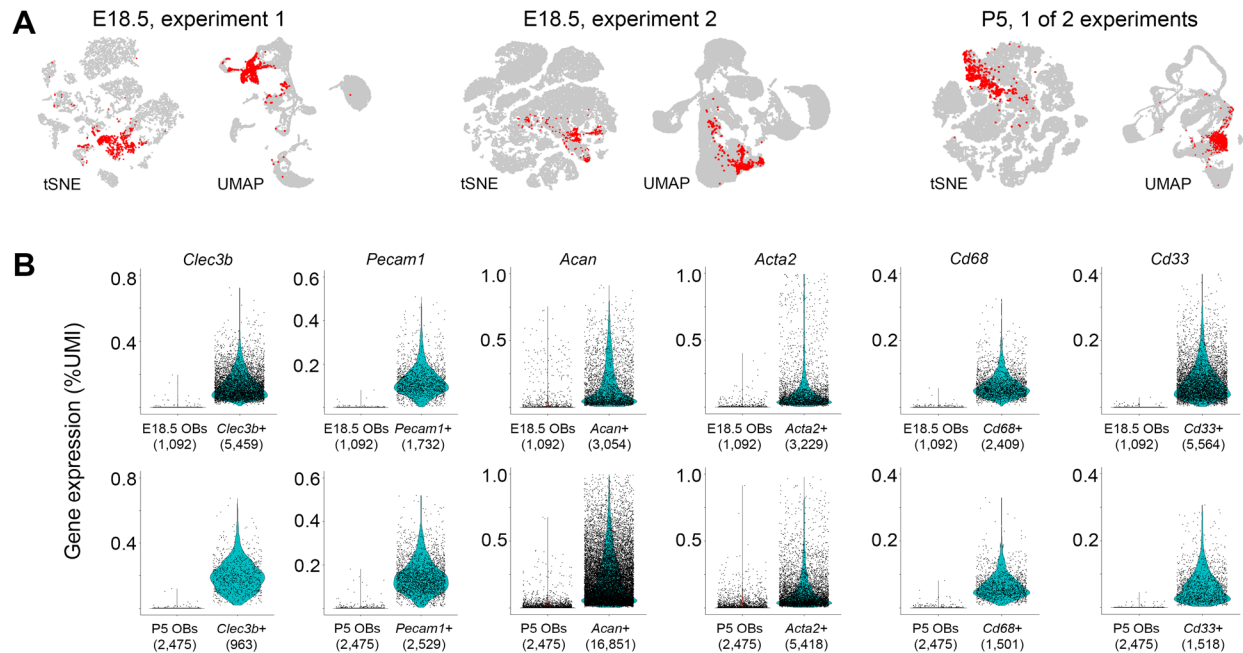 A
E18.5, experiment 1
E18.5, experiment 2
P5, 1 of 2 experiments
tSNE
UMAP
tSNE
UMAP
tSNE
UMAP
B
Gene expression (%UMI)
Clec3b
Pecam1
Acan
Acta2
Cd68
Cd33
0.8
0.4
E18.5 OBs
(1,092)
Clec3b+
(5,459)
0.6
0.4
0.2
E18.5 OBs
(1,092)
Pecam1+
(1,732)
1.0
0.5
E18.5 OBs
(1,092)
Acan+
(3,054)
1.0
0.5
E18.5 OBs
(1,092)
Acta2+
(3,229)
0.4
0.2
E18.5 OBs
(1,092)
Cd68+
(2,409)
0.4
0.2
E18.5 OBs
(1,092)
Cd33+
(5,564)
0.8
0.4
P5 OBs
(2,475)
Clec3b+
(963)
0.6
0.4
0.2
P5 OBs
(2,475)
Pecam1+
(2,529)
1.0
0.5
P5 OBs
(2,475)
Acan+
(16,851)
1.0
0.5
P5 OBs
(2,475)
Acta2+
(5,418)
0.4
0.2
P5 OBs
(2,475)
Cd68+
(1,501)
0.4
0.2
P5 OBs
(2,475)
Cd33+
(1,518)